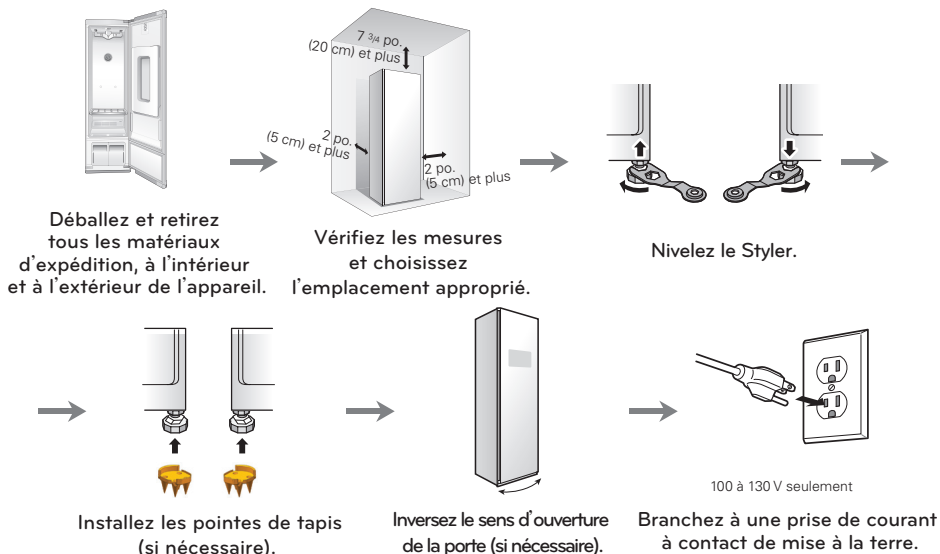 7 3/4 po.
(20 cm) et plus
2 po.
(5 cm) et plus
2 po.
(5 cm) et plus
Déballez et retirez
tous les matériaux
d'expédition, à l'intérieur
et à l'extérieur de l'appareil.
Vérifiez les mesures
et choisissez
l'emplacement approprié.
Nivelez le Styler.
Installez les pointes de tapis
(si nécessaire).
Inversez le sens d'ouverture
de la porte (si nécessaire).
100 à 130 V seulement
Branchez à une prise de courant
à contact de mise à la terre.